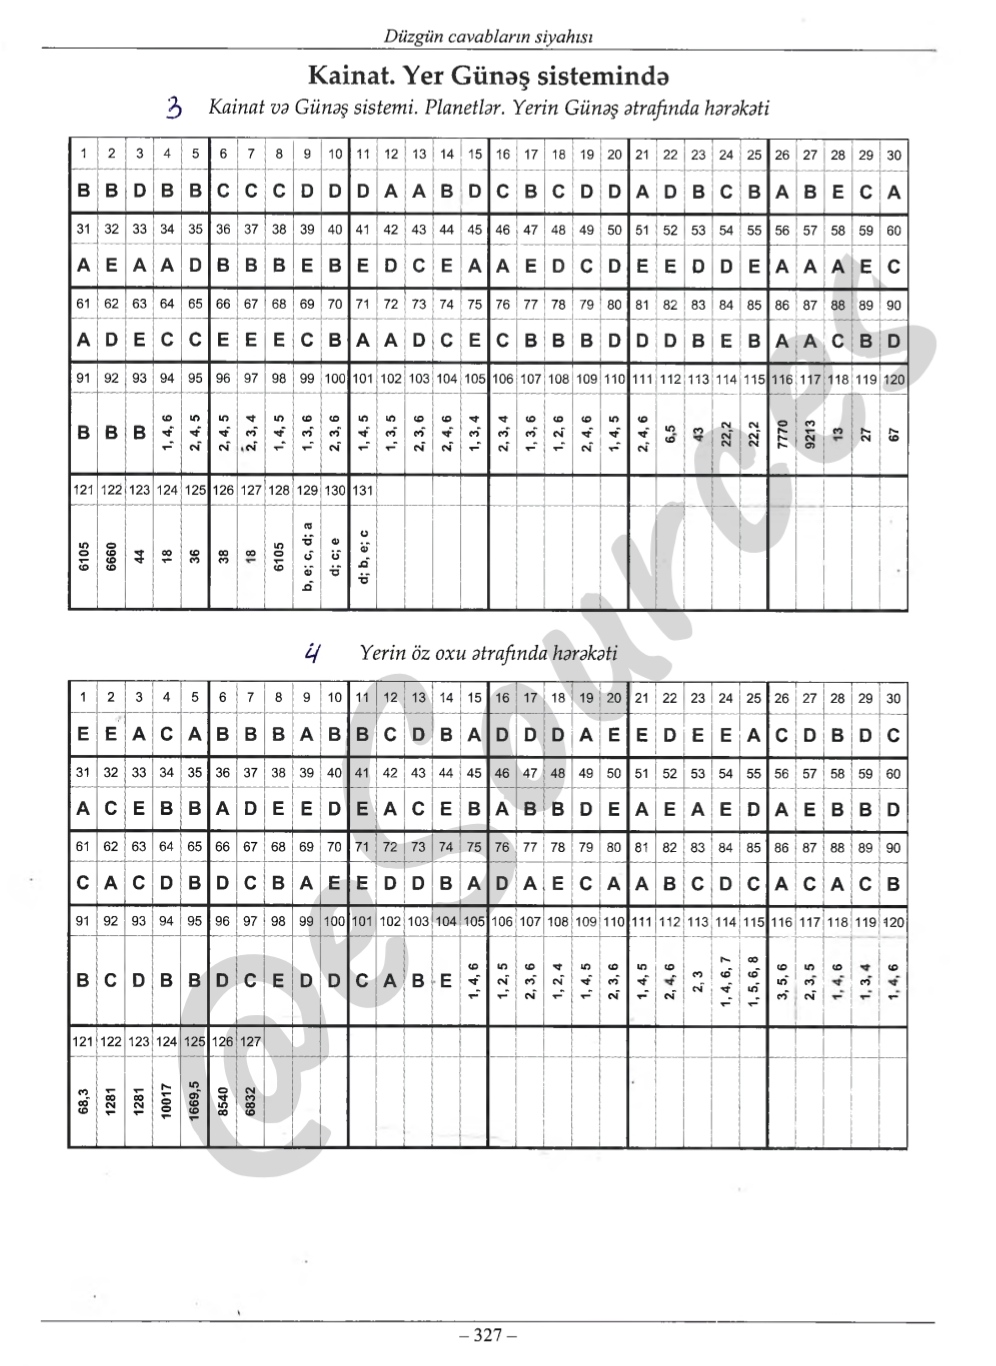 Düzgün cavabların siyahısı
Kainat. Yer Günəş sistemində
3 Kainat və Günəş sistemi. Planetlər. Yerin Günəş ətrafında hərəkəti
1 2 3 4 5 6 7 8 9 10 11 12 13 14 15 16 17 18 19 20 21 22 23 24 25 26 27 28 29 30
B B D B B C C C D D D A A B D C B C D D A D B C B A B E C A
31 32 33 34 35 36 37 38 39 40 41 42 43 44 45 46 47 48 49 50 51 52 53 54 55 56 57 58 59 60
A E A A D B B B E B E D C E A A E D C D E E D D E A A A E C
61 62 63 64 65 66 67 68 69 70 71 72 73 74 75 76 77 78 79 80 81 82 83 84 85 86 87 88 89 90
A D E C C E E E C B A A D C E C B B B D D D B E B A A C B D
91 92 93 94 95 96 97 98 99 100 101 102 103 104 105 106 107 108 109 110 111 112 113 114 115 116 117 118 119 120
B B B 1, 4, 6 2, 4, 5 2, 4, 5 2, 3, 4 1, 4, 5 1, 3, 6 2, 3, 6 1, 4, 5 1, 3, 5 2, 3, 6 2, 4, 6 1, 3, 4 2, 3, 4 1, 3, 6 1, 2, 6 2, 4, 6 1, 4, 5 2, 4, 6 6,5 43 22,2 22,2 7770 9213 13 27 67
121 122 123 124 125 126 127 128 129 130 131
6105 6660 44 18 36 38 18 6105 b, e; c, d; a d; c; e d; b, e; c
4 Yerin öz oxu ətrafında hərəkəti
1 2 3 4 5 6 7 8 9 10 11 12 13 14 15 16 17 18 19 20 21 22 23 24 25 26 27 28 29 30
E E A C A B B B A B B C D B A D D D A E E D E E A C D B D C
31 32 33 34 35 36 37 38 39 40 41 42 43 44 45 46 47 48 49 50 51 52 53 54 55 56 57 58 59 60
A C E B B A D E E D E A C E B A B B D E A E A E D A E B B D
61 62 63 64 65 66 67 68 69 70 71 72 73 74 75 76 77 78 79 80 81 82 83 84 85 86 87 88 89 90
C A C D B D C B A E E D D B A D A E C A A B C D C A C A C B
91 92 93 94 95 96 97 98 99 100 101 102 103 104 105 106 107 108 109 110 111 112 113 114 115 116 117 118 119 120
B C D B B D C E D D C A B E 1, 4, 6 1, 2, 5 2, 3, 6 1, 2, 4 1, 4, 5 2, 3, 6 1, 4, 5 2, 4, 6 2, 3 1, 4, 6, 7 1, 5, 6, 8 3, 5, 6 2, 3, 5 1, 4, 6 1, 3, 4 1, 4, 6
121 122 123 124 125 126 127
68,3 1281 1281 10017 1669,5 8540 6832
@eSources
– 327 –